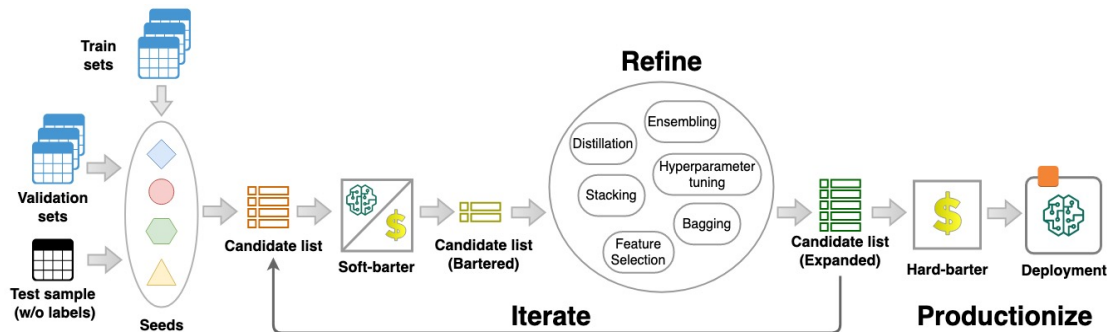 Train
sets
Validation
sets
Test sample
(w/o labels)
Seeds
Candidate list
Soft-barter
$
Candidate list
(Bartered)
Refine
Ensembling
Distillation
Hyperparameter
tuning
Stacking
Bagging
Feature
Selection
Candidate list
(Expanded)
$
Hard-barter
Deployment
Iterate
Productionize